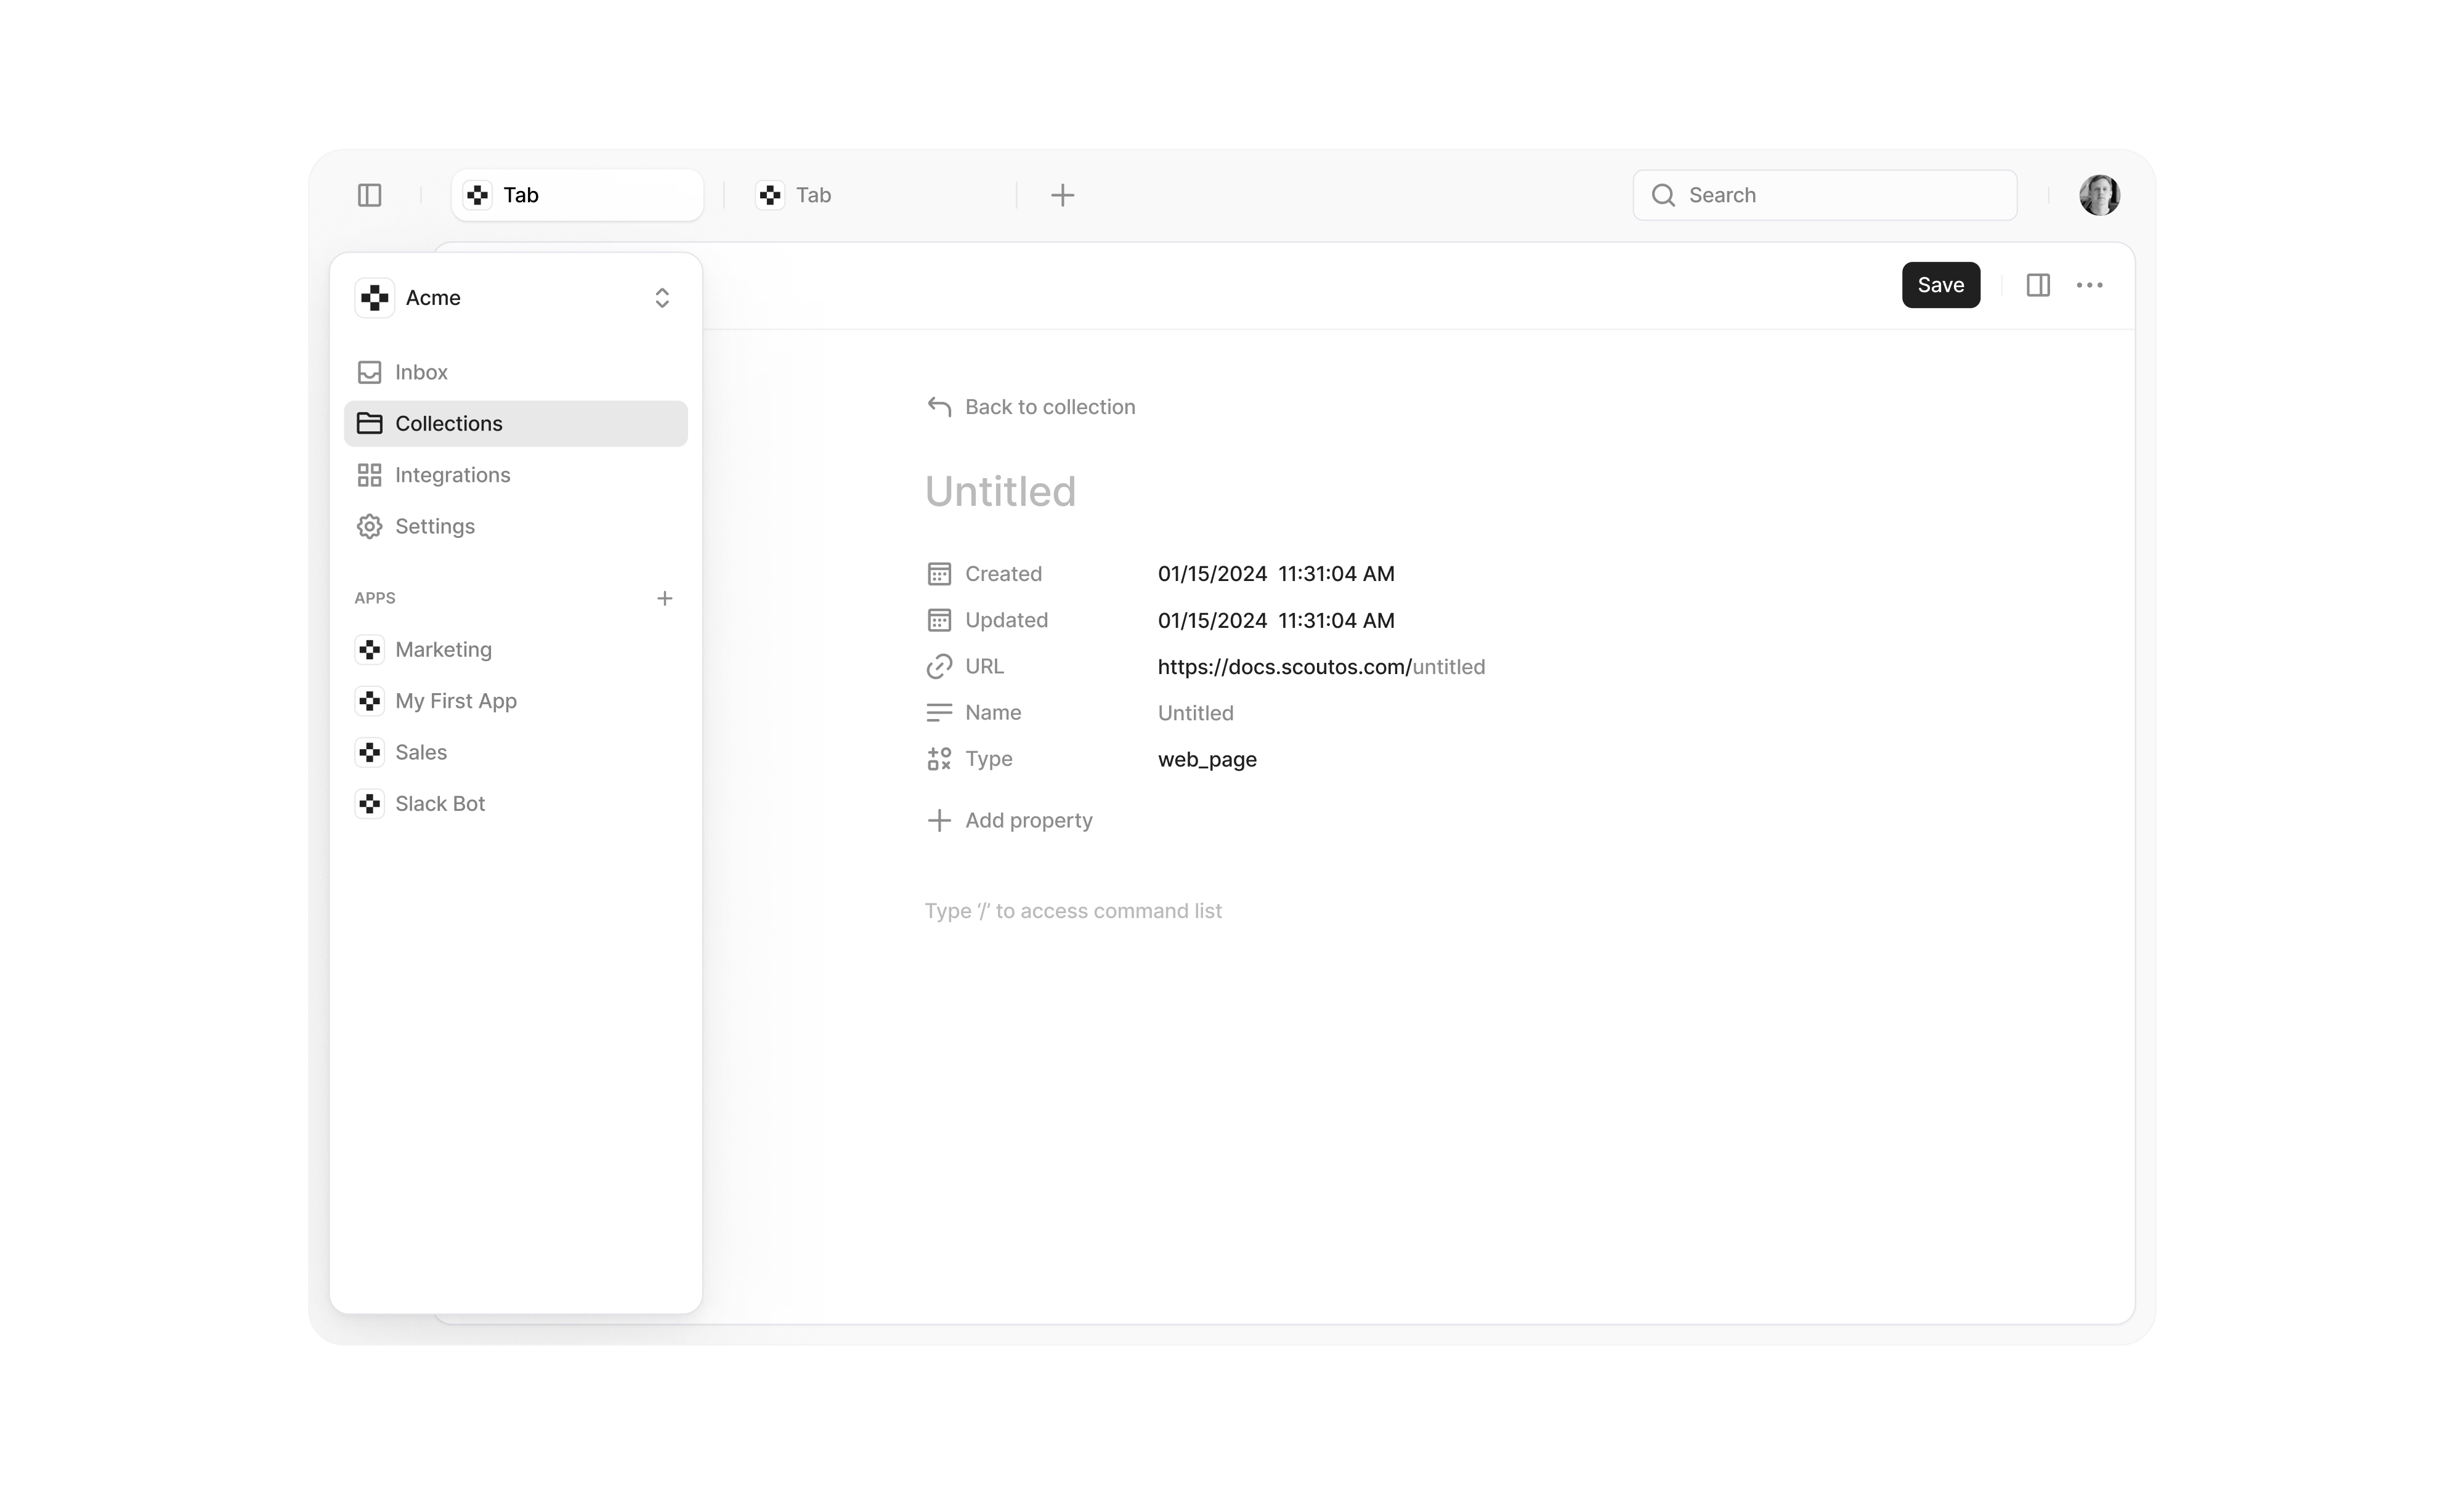 Tab
Tab
Search
Acme
Save
Inbox
Collections
Integrations
Settings
APPS
Marketing
My First App
Sales
Slack Bot
Back to collection
Untitled
Created 01/15/2024 11:31:04 AM
Updated 01/15/2024 11:31:04 AM
URL https://docs.scoutos.com/untitled
Name Untitled
Type web_page
Add property
Type ‘/’ to access command list